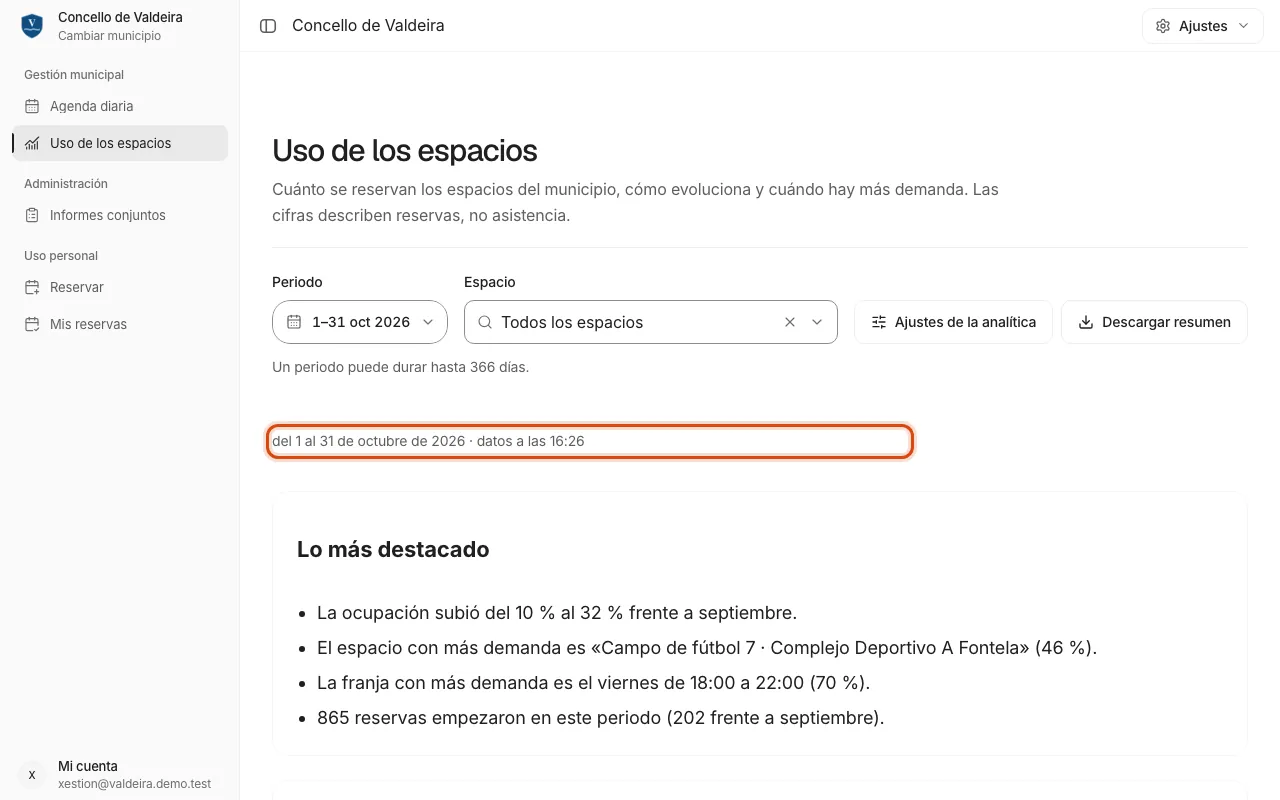 Concello de Valdeira
Cambiar municipio
Gestión municipal
Agenda diaria
Uso de los espacios
Administración
Informes conjuntos
Uso personal
Reservar
Mis reservas
X
Mi cuenta
xestion@valdeira.demo.test
Concello de Valdeira
Ajustes
Uso de los espacios
Cuánto se reservan los espacios del municipio, cómo evoluciona y cuándo hay más demanda. Las
cifras describen reservas, no asistencia.
Periodo
Espacio
1–31 oct 2026
Todos los espacios
Ajustes de la analítica
Descargar resumen
Un periodo puede durar hasta 366 días.
del 1 al 31 de octubre de 2026 · datos a las 16:26
Lo más destacado
• La ocupación subió del 10 % al 32 % frente a septiembre.
• El espacio con más demanda es «Campo de fútbol 7 · Complejo Deportivo A Fontela» (46 %).
• La franja con más demanda es el viernes de 18:00 a 22:00 (70 %).
• 865 reservas empezaron en este periodo (202 frente a septiembre).